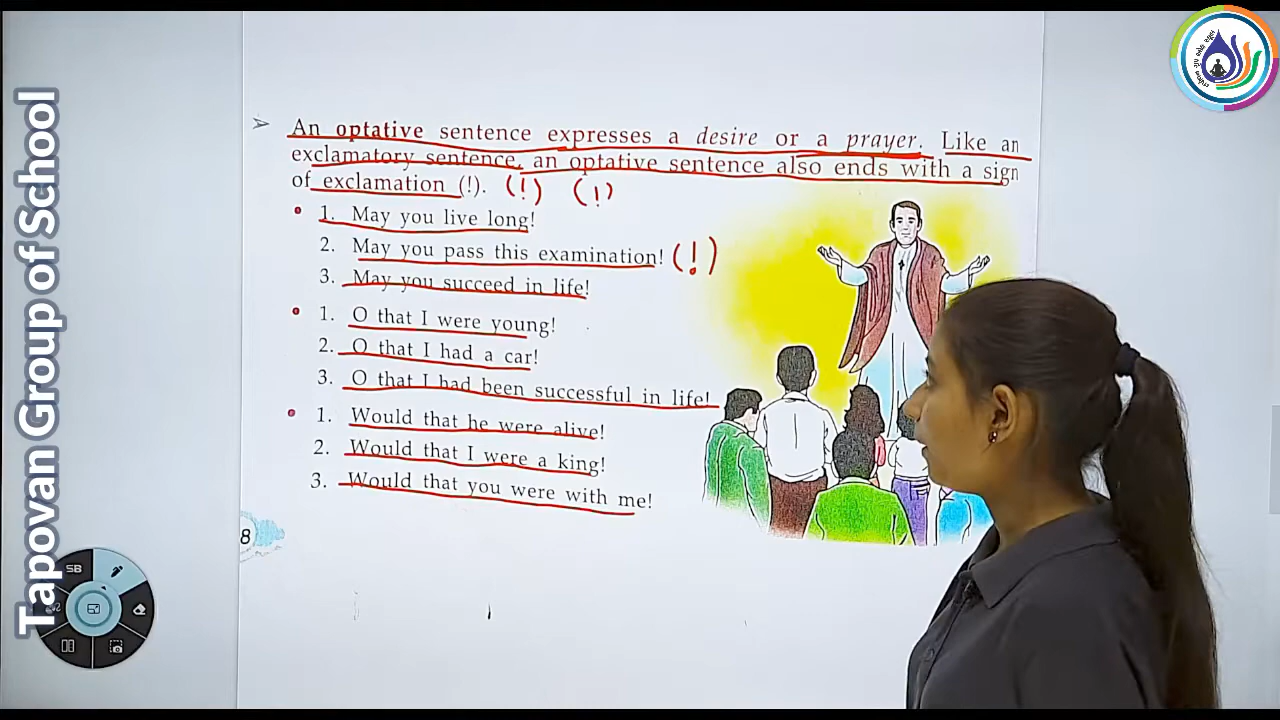 Tapovan Group of School
An optative sentence expresses a desire or a prayer. Like an
exclamatory sentence, an optative sentence also ends with a sign
of exclamation (!). (!) (!)
1. May you live long!
2. May you pass this examination! (!)
3. May you succeed in life!
1. O that I were young!
2. O that I had a car!
3. O that I had been successful in life!
1. Would that he were alive!
2. Would that I were a king!
3. Would that you were with me!
8
SB